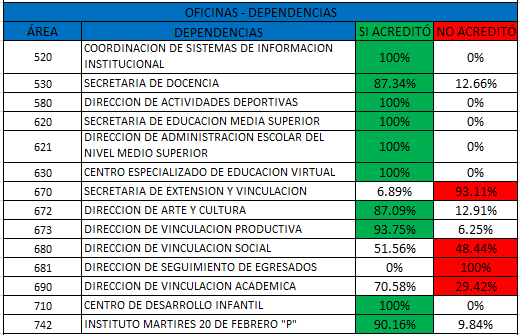 OFICINAS - DEPENDENCIAS
ÁREA DEPENDENCIAS SI ACREDITÓ NO ACREDITÓ
520 COORDINACION DE SISTEMAS DE INFORMACION INSTITUCIONAL 100% 0%
530 SECRETARIA DE DOCENCIA 87.34% 12.66%
580 DIRECCION DE ACTIVIDADES DEPORTIVAS 100% 0%
620 SECRETARIA DE EDUCACION MEDIA SUPERIOR 100% 0%
621 DIRECCION DE ADMINISTRACION ESCOLAR DEL NIVEL MEDIO SUPERIOR 100% 0%
630 CENTRO ESPECIALIZADO DE EDUCACION VIRTUAL 100% 0%
670 SECRETARIA DE EXTENSION Y VINCULACION 6.89% 93.11%
672 DIRECCION DE ARTE Y CULTURA 87.09% 12.91%
673 DIRECCION DE VINCULACION PRODUCTIVA 93.75% 6.25%
680 DIRECCION DE VINCULACION SOCIAL 51.56% 48.44%
681 DIRECCION DE SEGUIMIENTO DE EGRESADOS 0% 100%
690 DIRECCION DE VINCULACION ACADEMICA 70.58% 29.42%
710 CENTRO DE DESARROLLO INFANTIL 100% 0%
742 INSTITUTO MARTIRES 20 DE FEBRERO "P" 90.16% 9.84%